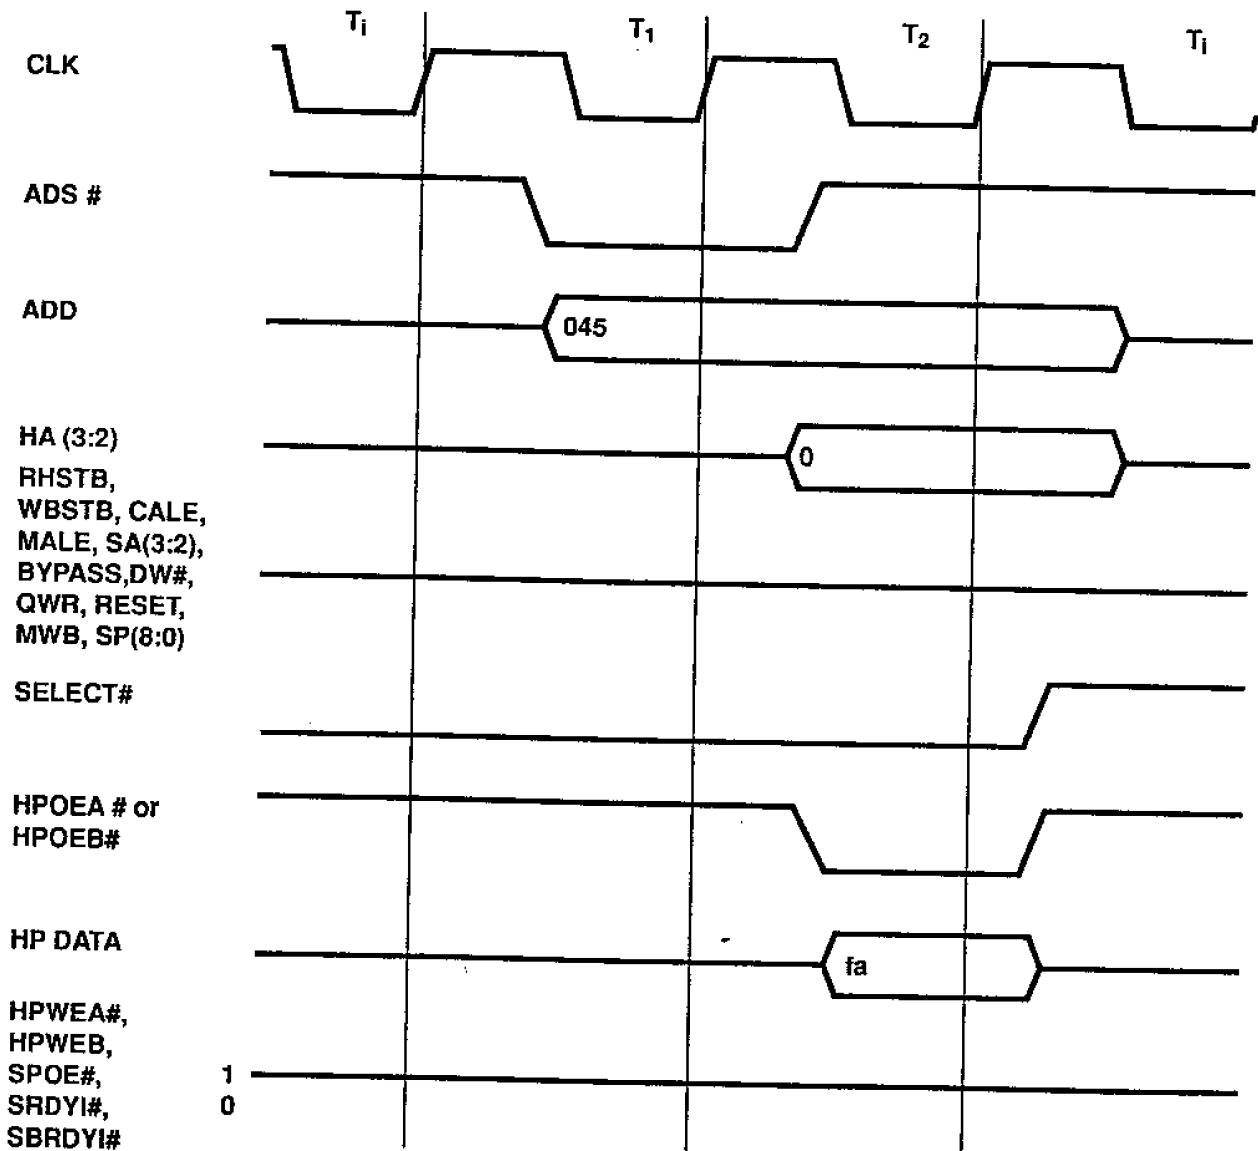 Ti T1 T2 Ti
CLK
ADS #
ADD
045
HA (3:2)
0
RHSTB,
WBSTB, CALE,
MALE, SA(3:2),
BYPASS,DW#,
QWR, RESET,
MWB, SP(8:0)
SELECT#
HPOEA # or
HPOEB#
HP DATA
fa
HPWEA#,
HPWEB,
SPOE#, 1
SRDYI#, 0
SBRDYI#